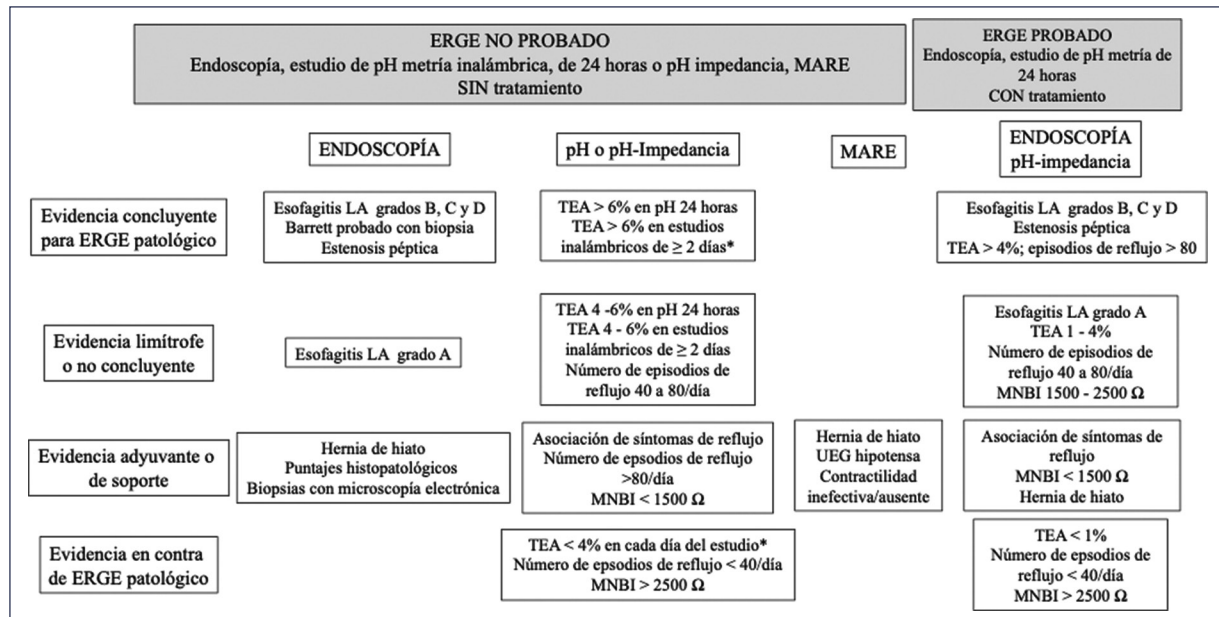 ERGE NO PROBADO
Endoscopía, estudio de pH metría inalámbrica, de 24 horas o pH impedancia, MARE
SIN tratamiento
ERGE PROBADO
Endoscopía, estudio de pH metría de
24 horas
CON tratamiento
ENDOSCOPÍA
pH o pH-Impedancia
MARE
ENDOSCOPÍA
pH-impedancia
Evidencia concluyente
para ERGE patológico
Esofagitis LA grados B, C y D
Barrett probado con biopsia
Estenosis péptica
TEA > 6% en pH 24 horas
TEA > 6% en estudios
inalámbricos de ≥ 2 días*
Esofagitis LA grados B, C y D
Estenosis péptica
TEA > 4%; episodios de reflujo > 80
Evidencia limítrofe
o no concluyente
Esofagitis LA grado A
TEA 4 -6% en pH 24 horas
TEA 4 - 6% en estudios
inalámbricos de ≥ 2 días
Número de episodios de
reflujo 40 a 80/día
Esofagitis LA grado A
TEA 1 - 4%
Número de episodios de
reflujo 40 a 80/día
MNBI 1500 - 2500 Ω
Evidencia adyuvante o
de soporte
Hernia de hiato
Puntajes histopatológicos
Biopsias con microscopía electrónica
Asociación de síntomas de reflujo
Número de epsodios de reflujo
>80/día
MNBI < 1500 Ω
Hernia de hiato
UEG hipotensa
Contractilidad
inefectiva/ausente
Asociación de síntomas de
reflujo
MNBI < 1500 Ω
Hernia de hiato
Evidencia en contra
de ERGE patológico
TEA < 4% en cada día del estudio*
Número de epsodios de reflujo < 40/día
MNBI > 2500 Ω
TEA < 1%
Número de epsodios de
reflujo < 40/día
MNBI > 2500 Ω